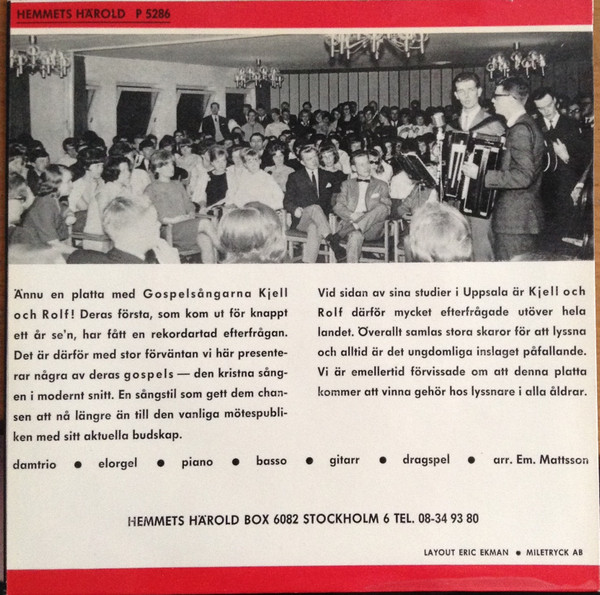 HEMMETS HÄROLD P 5286
Ännu en platta med Gospelsångarna Kjell
och Rolf! Deras första, som kom ut för knappt
ett år se'n, har fått en rekordartad efterfrågan.
Det är därför med stor förväntan vi här presente-
rar några av deras gospels — den kristna sång-
en i modernt snitt. En sångstil som gett dem chan-
sen att nå längre än till den vanliga mötespubli-
ken med sitt aktuella budskap.
Vid sidan av sina studier i Uppsala är Kjell och
Rolf därför mycket efterfrågade utöver hela
landet. Överallt samlas stora skaror för att lyssna
och alltid är det ungdomliga inslaget påfallande.
Vi är emellertid förvissade om att denna platta
kommer att vinna gehör hos lyssnare i alla åldrar.
damtrio ● elorgel ● piano ● basso ● gitarr ● dragspel ● arr. Em. Mattsson
HEMMETS HÄROLD BOX 6082 STOCKHOLM 6 TEL. 08-34 93 80
LAYOUT ERIC EKMAN ● MILETRYCK AB